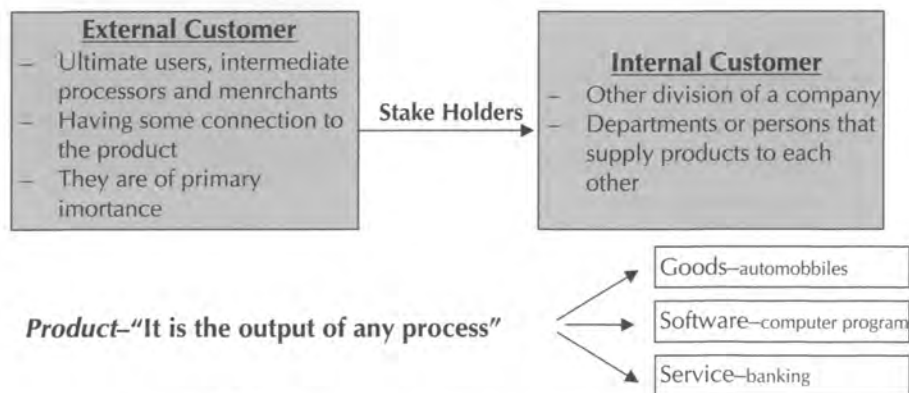 External Customer
– Ultimate users, intermediate
processors and menrchants
– Having some connection to
the product
– They are of primary
imortance
Stake Holders
Internal Customer
– Other division of a company
– Departments or persons that
supply products to each
other
Product–“It is the output of any process”
Goods–automobbiles
Software–computer program
Service–banking